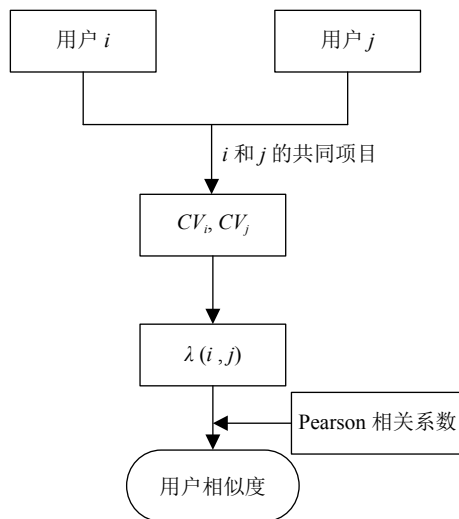 用户 i
用户 j
i 和 j 的共同项目
CVi, CVj
λ (i , j)
Pearson 相关系数
用户相似度